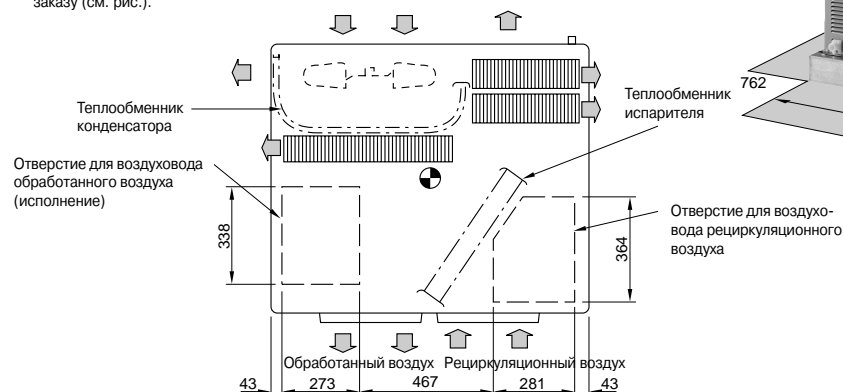 заказу (см. рис.).
762
Теплообменник
конденсатора
Теплообменник
испарителя
Отверстие для воздуховода
обработанного воздуха
(исполнение)
338
364
Отверстие для воздухо-
вода рециркуляционного
воздуха
Обработанный воздух Рециркуляционный воздух
43 273 467 281 43